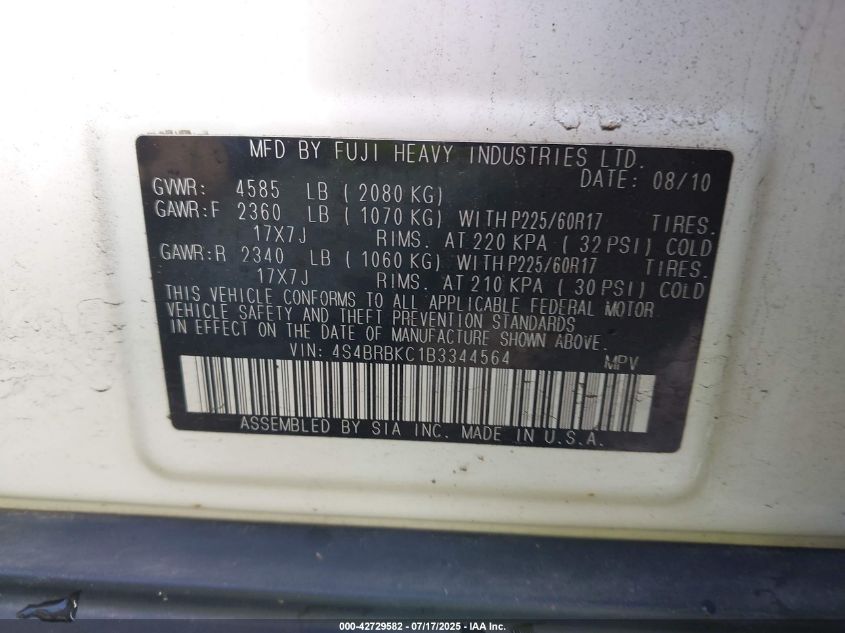 MFD BY FUJI HEAVY INDUSTRIES LTD.
DATE: 08/10
GVWR: 4585 LB ( 2080 KG)
GAWR:F 2360 LB ( 1070 KG) WITH P225/60R17 TIRES.
17X7J RIMS. AT 220 KPA ( 32 PSI) COLD
GAWR:R 2340 LB ( 1060 KG) WITH P225/60R17 TIRES.
17X7J RIMS. AT 210 KPA ( 30 PSI) COLD
THIS VEHICLE CONFORMS TO ALL APPLICABLE FEDERAL MOTOR
VEHICLE SAFETY AND THEFT PREVENTION STANDARDS
IN EFFECT ON THE DATE OF MANUFACTURE SHOWN ABOVE.
VIN: 4S4BRBKC1B3344564 MPV
ASSEMBLED BY SIA INC. MADE IN U.S.A.
000-42729582 - 07/17/2025 - IAA Inc.